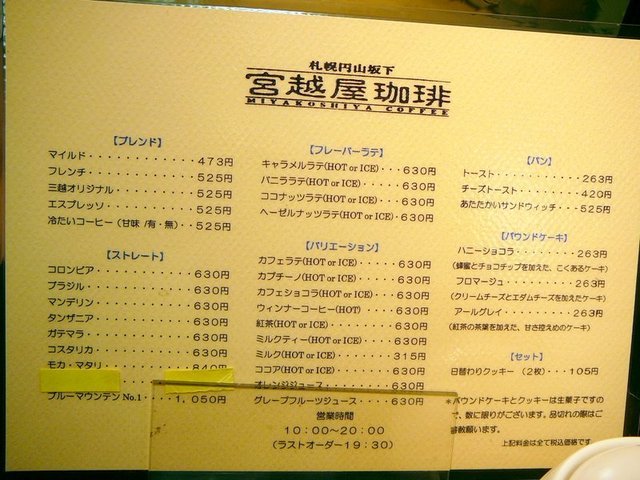 札幌円山坂下
宮越屋珈琲
MIYAKOSHIYA COFFEE
【ブレンド】
マイルド・・・・・・・・・・・・473円
フレンチ・・・・・・・・・・・・525円
三越オリジナル・・・・・・・・・525円
エスプレッソ・・・・・・・・・・525円
冷たいコーヒー（甘味 /有・無）・・525円
【ストレート】
コロンビア・・・・・・・・・・・630円
ブラジル・・・・・・・・・・・・630円
マンデリン・・・・・・・・・・・630円
タンザニア・・・・・・・・・・・630円
ガテマラ・・・・・・・・・・・・630円
コスタリカ・・・・・・・・・・・630円
モカ・マタリ・・・・・・・・・・840円
ブルーマウンテン No.1・・・・・1,050円
【フレーバーラテ】
キャラメルラテ(HOT or ICE)・・・630円
バニララテ(HOT or ICE)・・・・・630円
ココナッツラテ(HOT or ICE)・・・630円
ヘーゼルナッツラテ(HOT or ICE)・630円
【バリエーション】
カフェラテ(HOT or ICE)・・・・・630円
カプチーノ(HOT or ICE)・・・・・630円
カフェショコラ(HOT or ICE)・・・630円
ウィンナーコーヒー(HOT)・・・・630円
紅茶(HOT or ICE)・・・・・・・・630円
ミルクティー(HOT or ICE)・・・・630円
ミルク(HOT or ICE)・・・・・・・315円
ココア(HOT or ICE)・・・・・・・630円
オレンジジュース・・・・・・・・630円
グレープフルーツジュース・・・・630円
営業時間
10:00〜20:00
（ラストオーダー19:30）
【パン】
トースト・・・・・・・・・・・263円
チーズトースト・・・・・・・・420円
あたたかいサンドウィッチ・・・525円
【パウンドケーキ】
ハニーショコラ・・・・・・・・263円
（蜂蜜とチョコチップを加えた、こくあるケーキ）
フロマージュ・・・・・・・・・263円
（クリームチーズとエダムチーズを加えたケーキ）
アールグレイ・・・・・・・・・263円
（紅茶の茶葉を加えた、甘さ控えめのケーキ）
【セット】
日替わりクッキー （2枚）・・・105円
＊パウンドケーキとクッキーは生菓子ですの
で、数に限りがございます。品切れの際はご
容赦願います。
上記料金は全て税込価格です